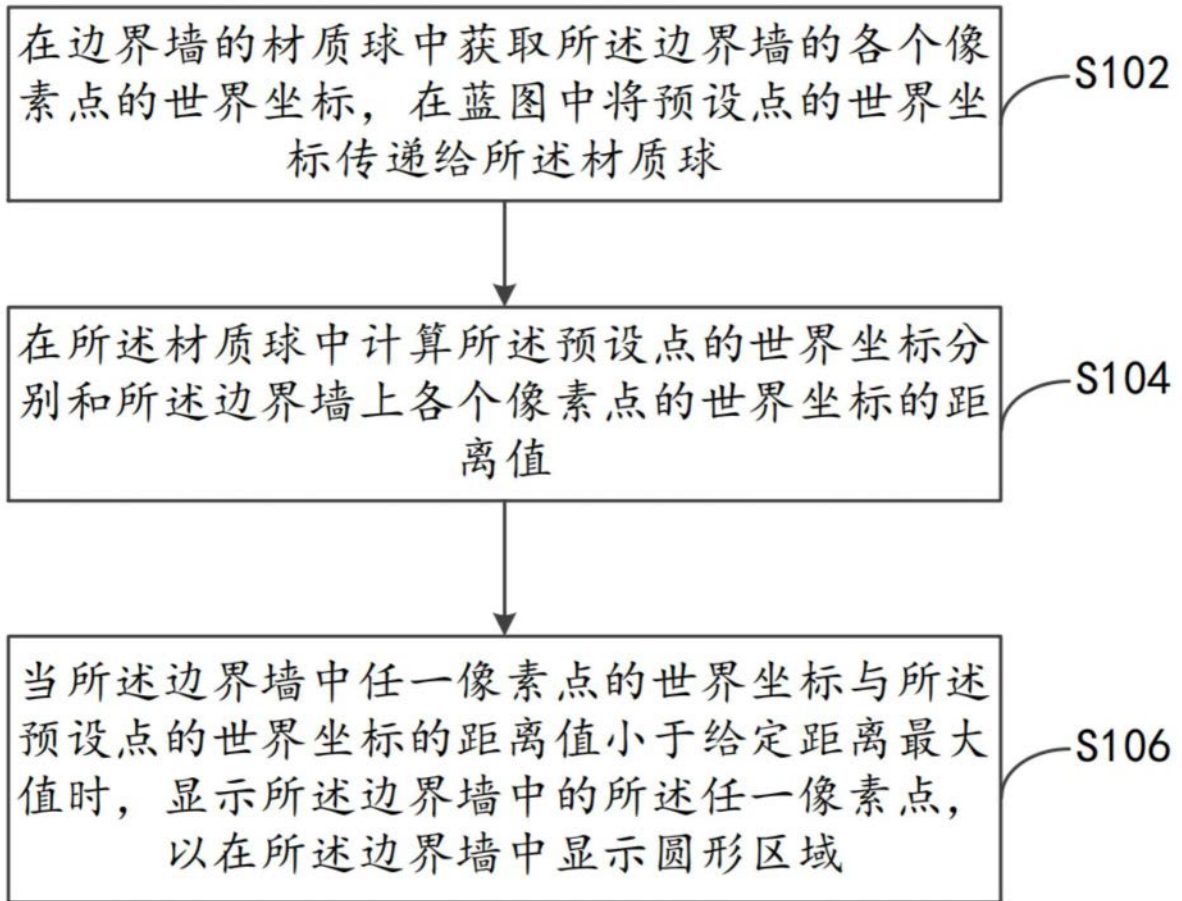 在边界墙的材质球中获取所述边界墙的各个像
素点的世界坐标，在蓝图中将预设点的世界坐
标传递给所述材质球
S102
在所述材质球中计算所述预设点的世界坐标分
别和所述边界墙上各个像素点的世界坐标的距
离值
S104
当所述边界墙中任一像素点的世界坐标与所述
预设点的世界坐标的距离值小于给定距离最大
值时，显示所述边界墙中的所述任一像素点，
以在所述边界墙中显示圆形区域
S106